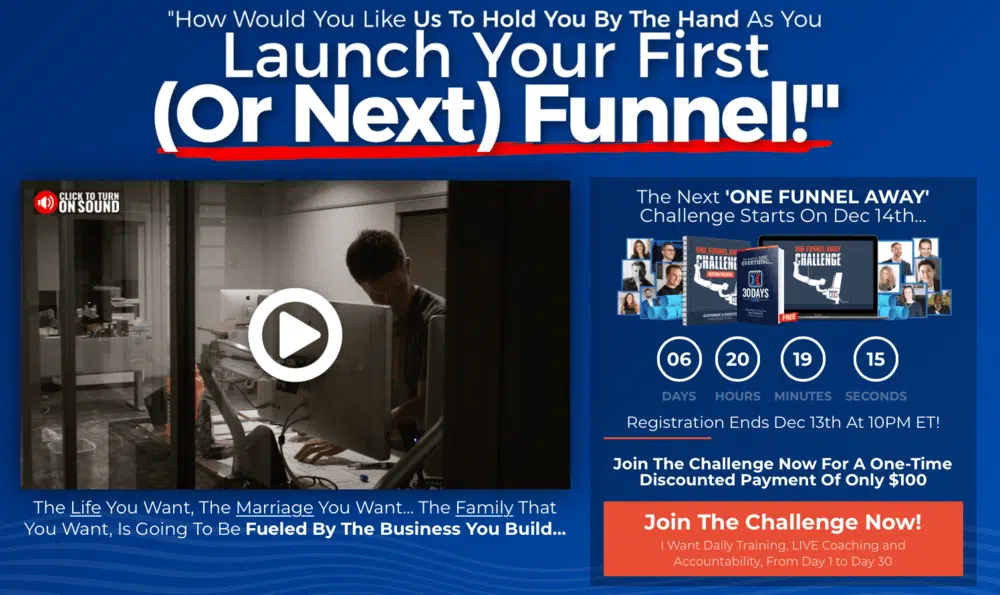 "How Would You Like Us To Hold You By The Hand As You
Launch Your First
(Or Next) Funnel!"
CLICK TO TURN
ON SOUND
The Life You Want, The Marriage You Want... The Family That
You Want, Is Going To Be Fueled By The Business You Build...
The Next 'ONE FUNNEL AWAY'
Challenge Starts On Dec 14th...
ONE FUNNEL AWAY
CHALLENGE
30 DAYS
ONE FUNNEL AWAY
CHALLENGE
FREE
06 20 19 15
DAYS HOURS MINUTES SECONDS
Registration Ends Dec 13th At 10PM ET!
Join The Challenge Now For A One-Time
Discounted Payment Of Only $100
Join The Challenge Now!
I Want Daily Training, LIVE Coaching and
Accountability, From Day 1 to Day 30